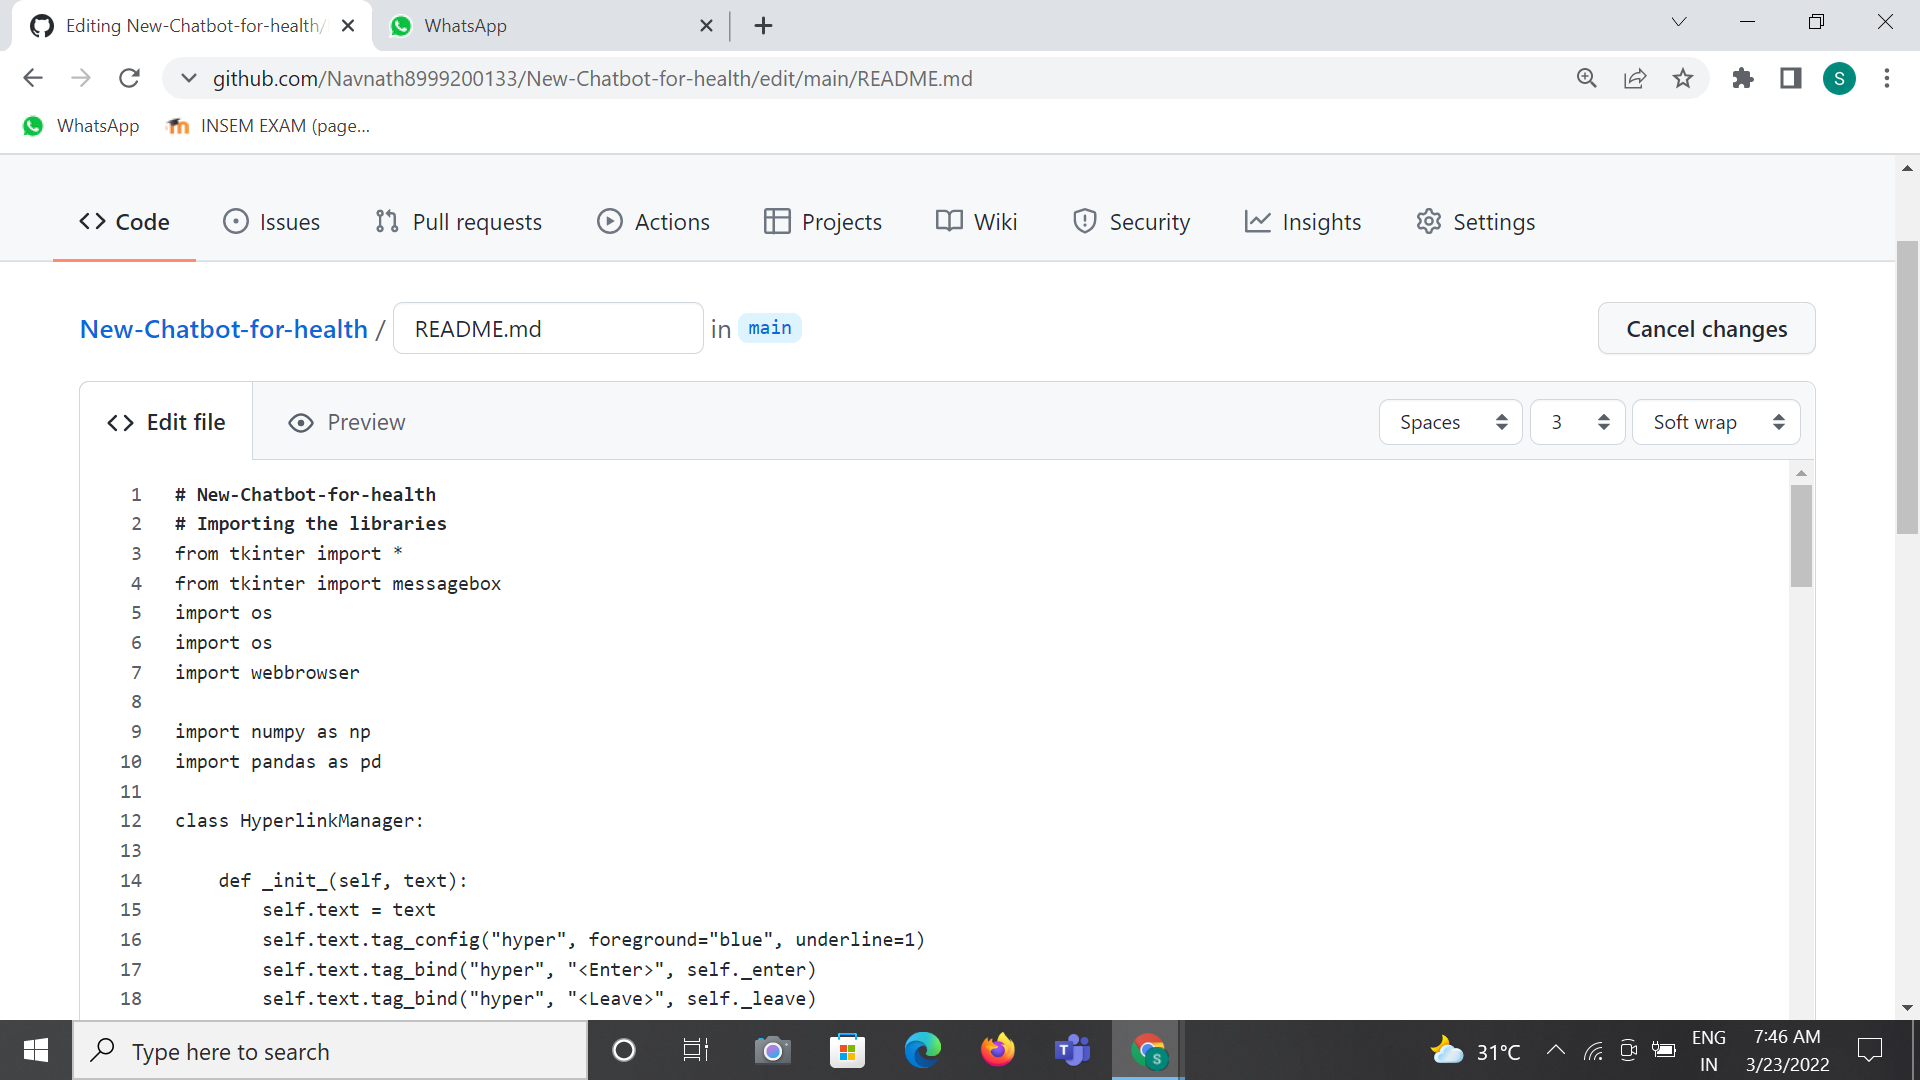 Editing New-Chatbot-for-health/
WhatsApp
github.com/Navnath8999200133/New-Chatbot-for-health/edit/main/README.md
S
WhatsApp
INSEM EXAM (page...
Code
Issues
Pull requests
Actions
Projects
Wiki
Security
Insights
Settings
New-Chatbot-for-health / README.md in main
Cancel changes
Edit file
Preview
Spaces
3
Soft wrap
1 # New-Chatbot-for-health
2 # Importing the libraries
3 from tkinter import *
4 from tkinter import messagebox
5 import os
6 import os
7 import webbrowser
8
9 import numpy as np
10 import pandas as pd
11
12 class HyperlinkManager:
13
14     def _init_(self, text):
15         self.text = text
16         self.text.tag_config("hyper", foreground="blue", underline=1)
17         self.text.tag_bind("hyper", "<Enter>", self._enter)
18         self.text.tag_bind("hyper", "<Leave>", self._leave)
Type here to search
T
S
31°C
ENG
IN
7:46 AM
3/23/2022